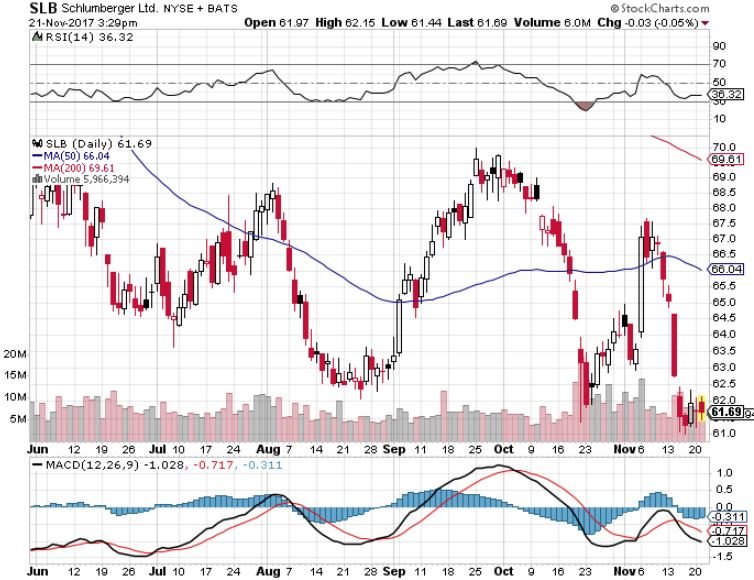 SLB Schlumberger Ltd. NYSE + BATS © StockCharts.com
21-Nov-2017 3:29pm Open 61.97 High 62.15 Low 61.44 Last 61.69 Volume 6.0M Chg -0.03 (-0.05%)
RSI(14) 36.32
90
70
50
36.32
30
10
SLB (Daily) 61.69
MA(50) 66.04
MA(200) 69.61
Volume 5,966,394
70.0
69.61
69.0
68.5
68.0
67.5
67.0
66.5
66.04
65.5
65.0
64.5
64.0
63.5
63.0
62.5
62.0
61.69
61.0
20M
15M
10M
5M
Jun 12 19 26 Jul 10 17 24 Aug 7 14 21 28 Sep 11 18 25 Oct 9 16 23 Nov 6 13 20
MACD(12,26,9) -1.028, -0.717, -0.311
1.0
0.5
0.0
-0.311
-0.717
-1.028
-1.5
Jun 12 19 26 Jul 10 17 24 Aug 7 14 21 28 Sep 11 18 25 Oct 9 16 23 Nov 6 13 20